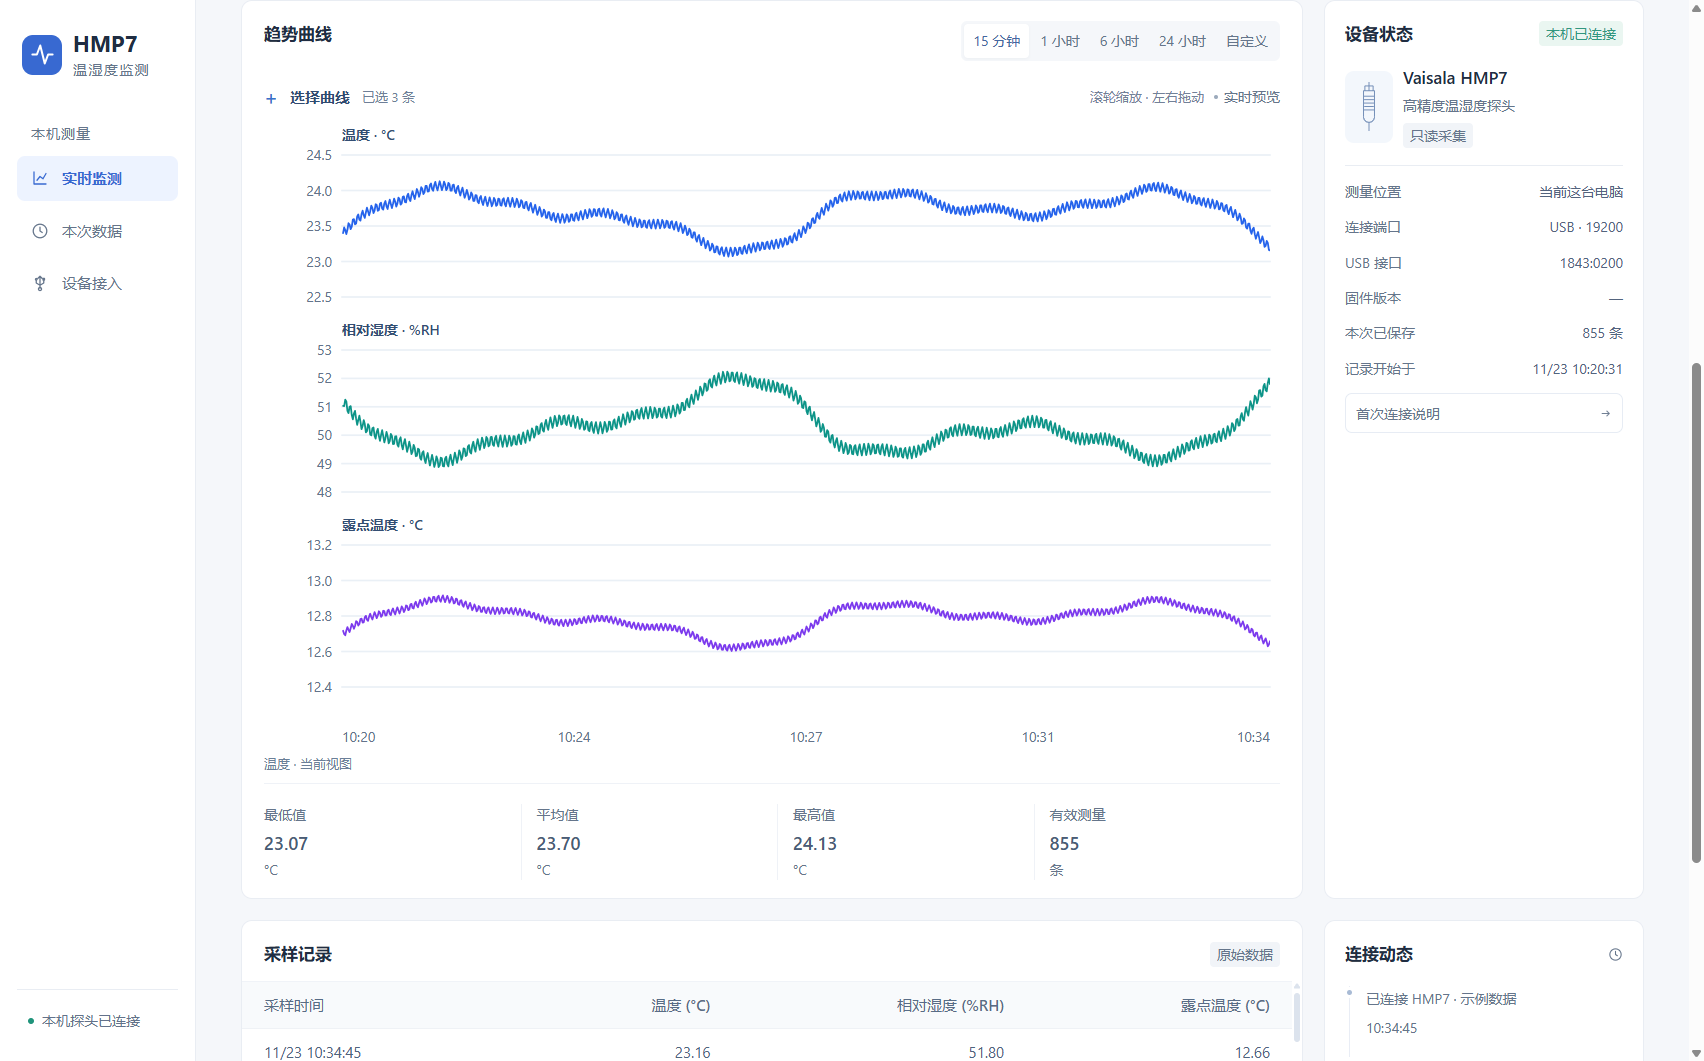 HMP7
温湿度监测
本机测量
实时监测
本次数据
设备接入
本机探头已连接
趋势曲线
15 分钟 1 小时 6 小时 24 小时 自定义
+ 选择曲线 已选 3 条
滚轮缩放 · 左右拖动 • 实时预览
温度 · °C
24.5
24.0
23.5
23.0
22.5
相对湿度 · %RH
53
52
51
50
49
48
露点温度 · °C
13.2
13.0
12.8
12.6
12.4
10:20 10:24 10:27 10:31 10:34
温度 · 当前视图
最低值 平均值 最高值 有效测量
23.07 23.70 24.13 855
°C °C °C 条
设备状态 本机已连接
Vaisala HMP7
高精度温湿度探头
只读采集
测量位置 当前这台电脑
连接端口 USB · 19200
USB 接口 1843:0200
固件版本 —
本次已保存 855 条
记录开始于 11/23 10:20:31
首次连接说明 →
采样记录 原始数据
采样时间 温度 (°C) 相对湿度 (%RH) 露点温度 (°C)
11/23 10:34:45 23.16 51.80 12.66
连接动态
已连接 HMP7 · 示例数据
10:34:45